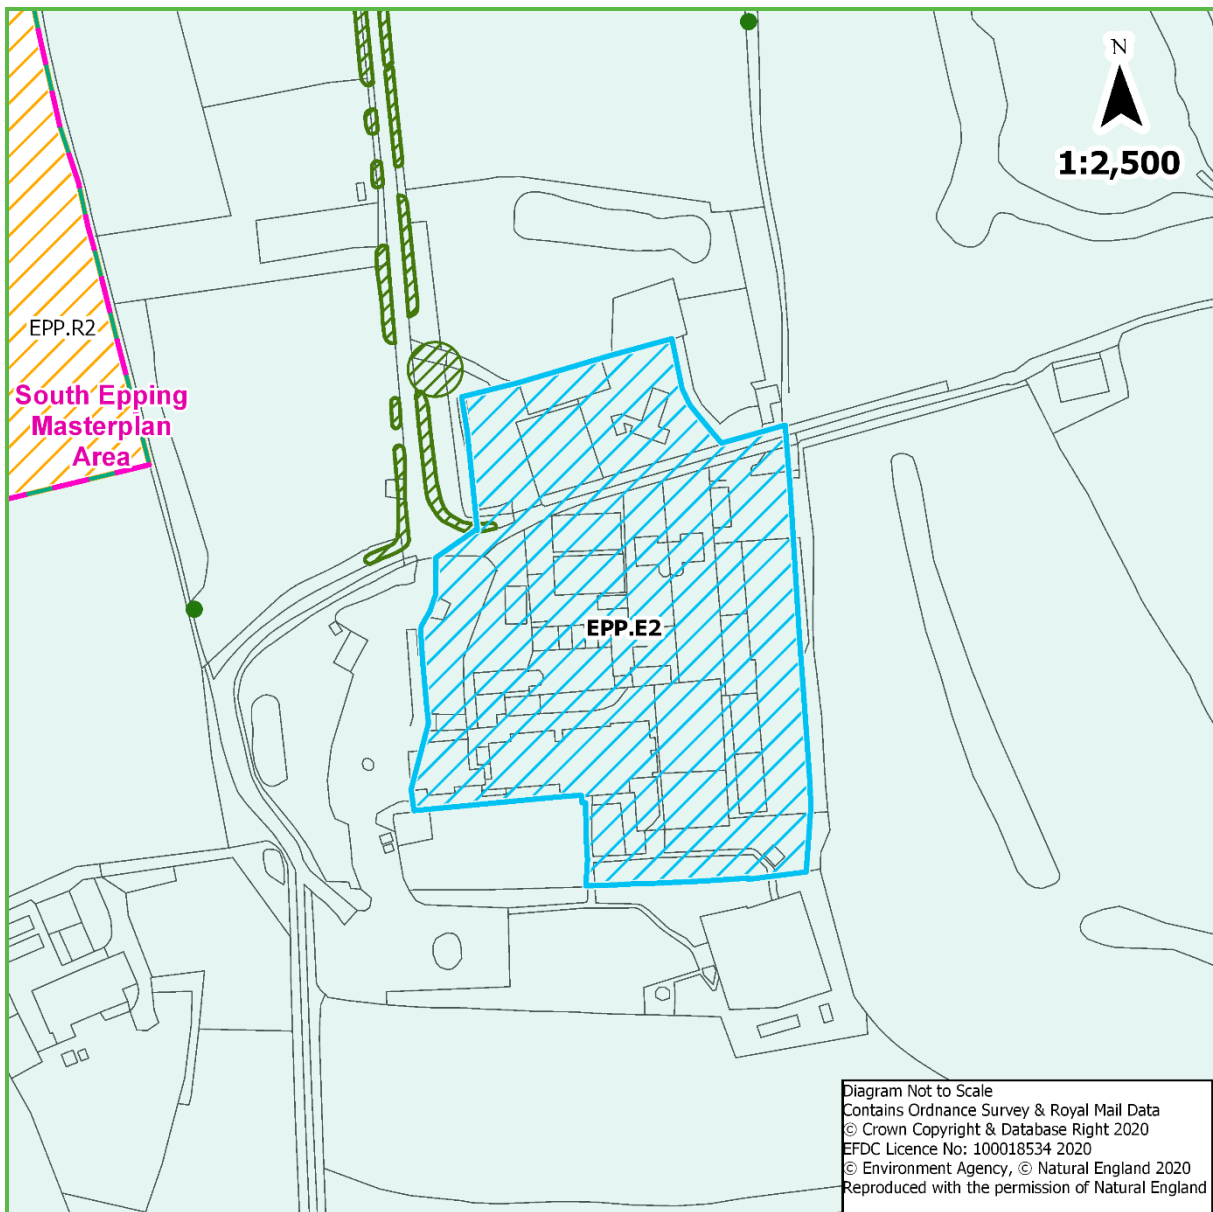 N
1:2,500
EPP.R2
South Epping
Masterplan
Area
EPP.E2
Diagram Not to Scale
Contains Ordnance Survey & Royal Mail Data
© Crown Copyright & Database Right 2020
EFDC Licence No: 100018534 2020
© Environment Agency, © Natural England 2020
Reproduced with the permission of Natural England